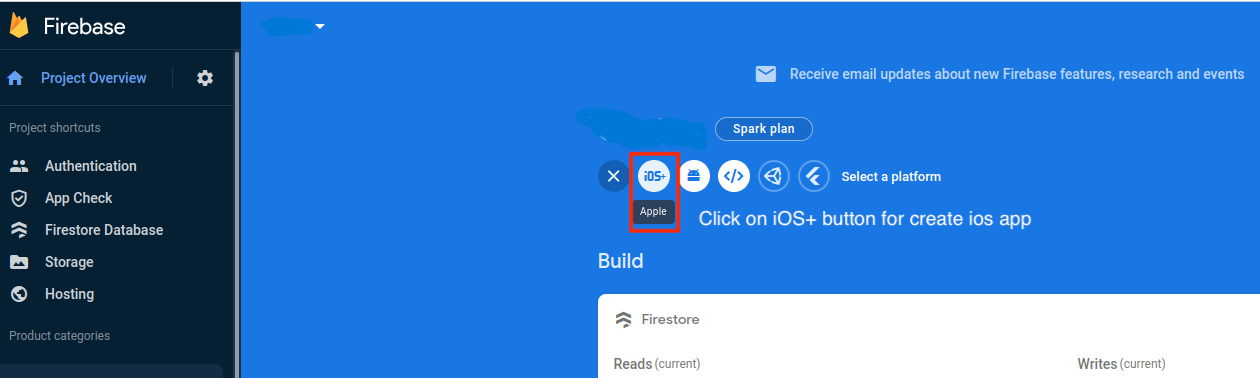 Firebase
Project Overview
Project shortcuts
Authentication
App Check
Firestore Database
Storage
Hosting
Product categories
Receive email updates about new Firebase features, research and events
Spark plan
iOS+
</>
Select a platform
Apple
Click on iOS+ button for create ios app
Build
Firestore
Reads (current)
Writes (current)